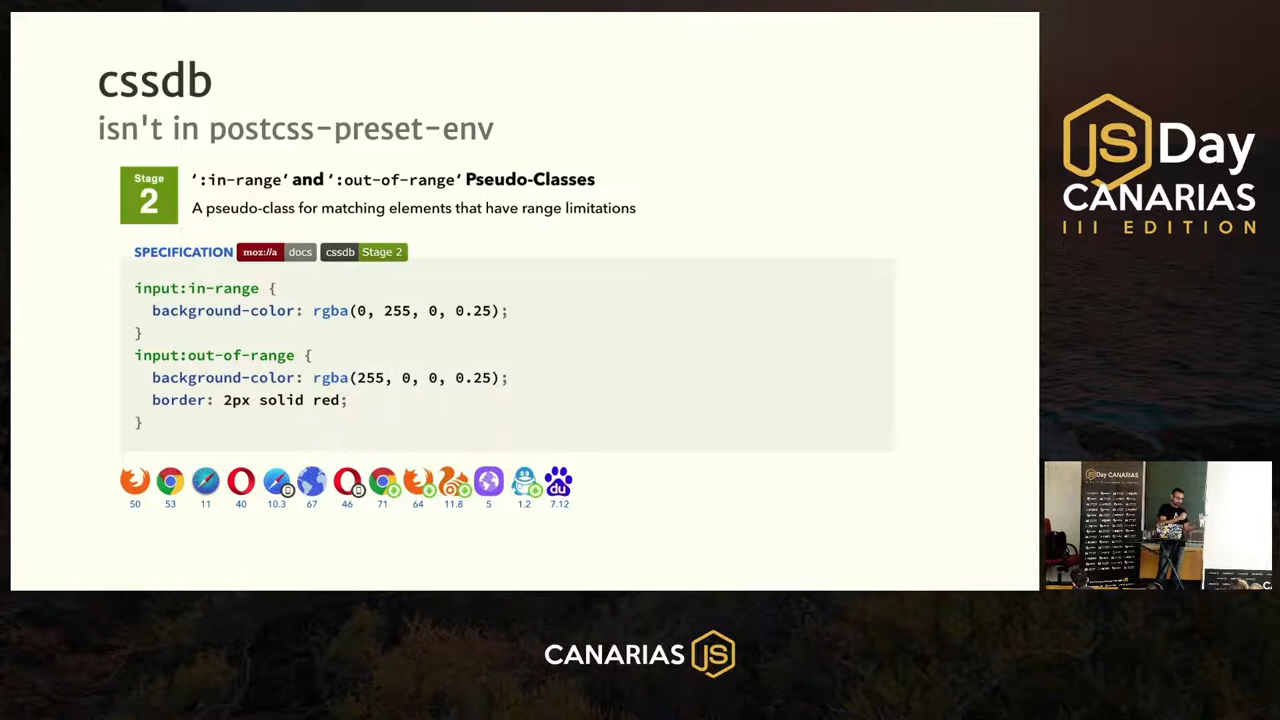 cssdb
isn't in postcss-preset-env
Stage
2
‘:in-range’ and ‘:out-of-range’ Pseudo-Classes
A pseudo-class for matching elements that have range limitations
SPECIFICATION moz://a docs cssdb Stage 2
input:in-range {
background-color: rgba(0, 255, 0, 0.25);
}
input:out-of-range {
background-color: rgba(255, 0, 0, 0.25);
border: 2px solid red;
}
du
50 53 11 40 10.3 67 46 71 64 11.8 5 1.2 7.12
JS Day
CANARIAS
III EDITION
JS Day CANARIAS
CANARIAS JS